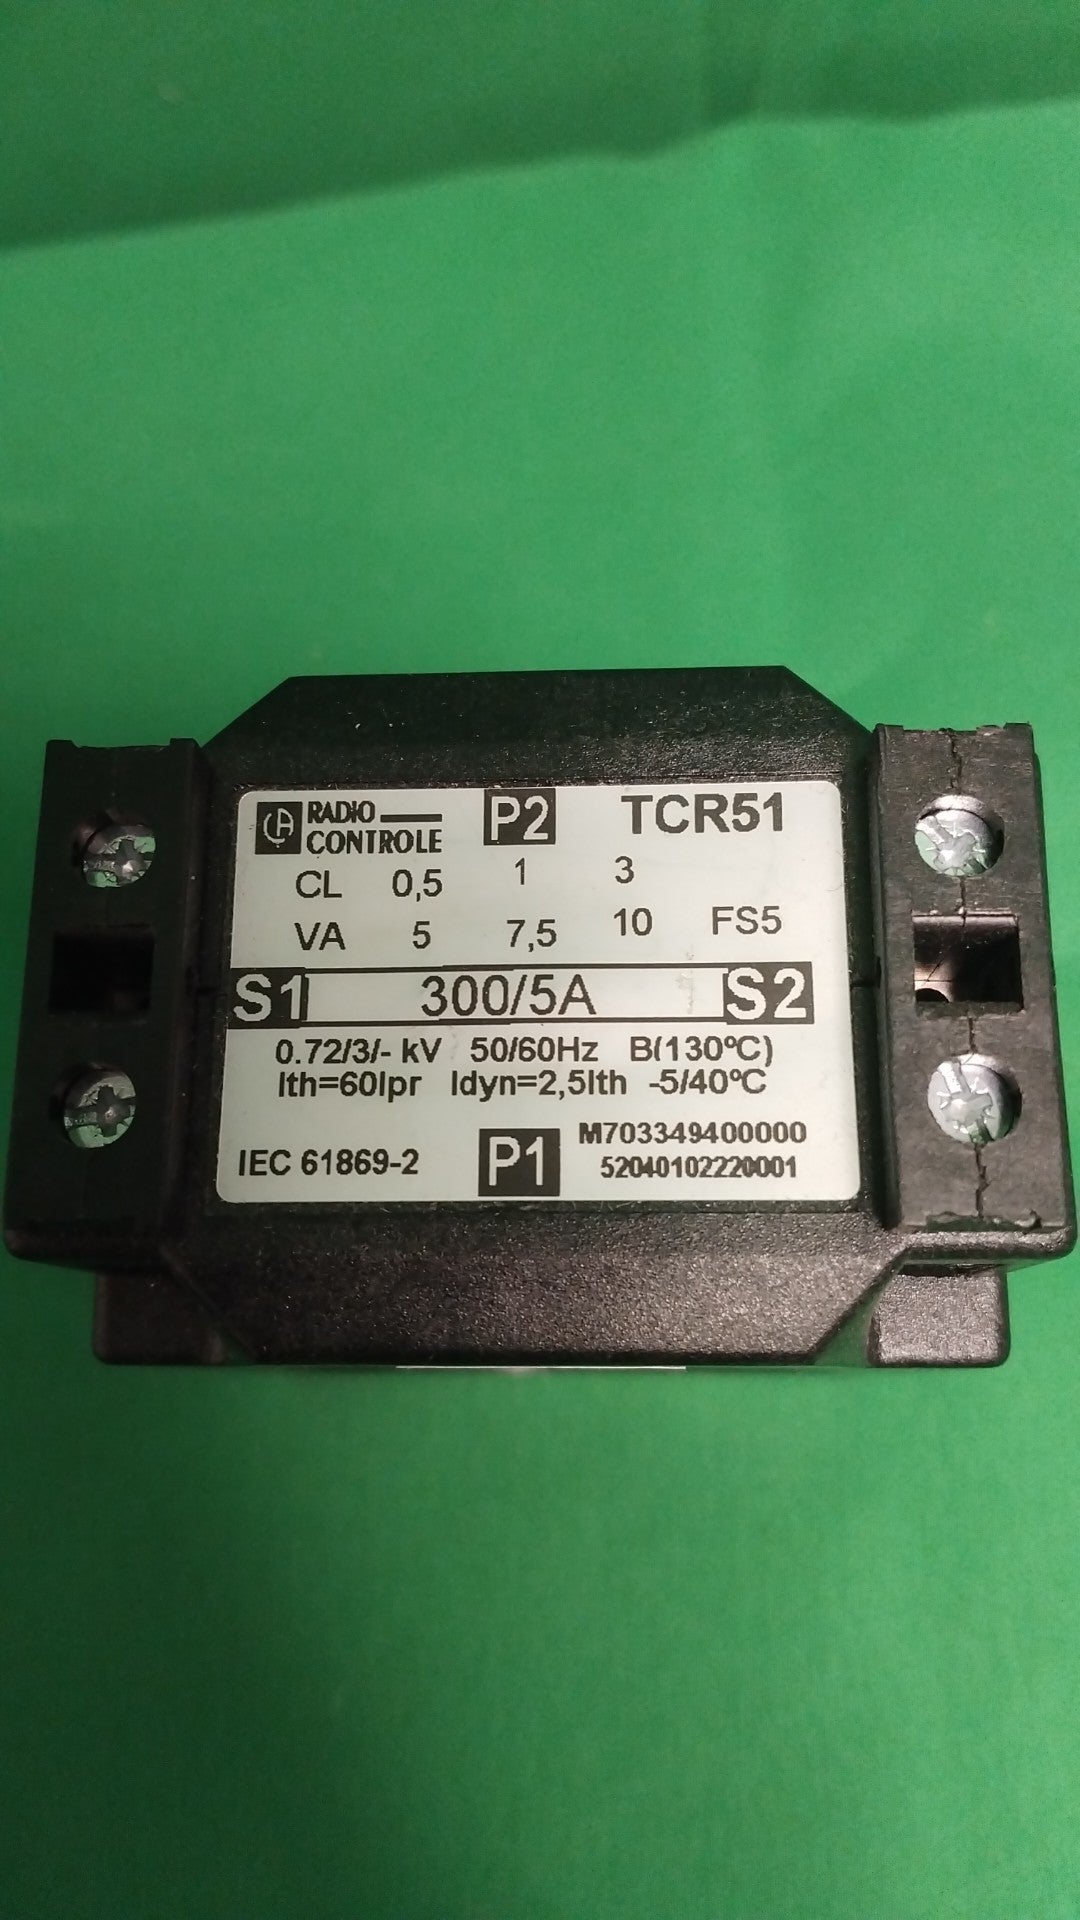 CA RADIO CONTROLE P2 TCR51
CL 0,5 1 3
VA 5 7,5 10 FS5
S1 300/5A S2
0.72/3/- kV 50/60Hz B(130ºC)
Ith=60Ipr Idyn=2,5Ith -5/40ºC
IEC 61869-2 P1 M703349400000
52040102220001